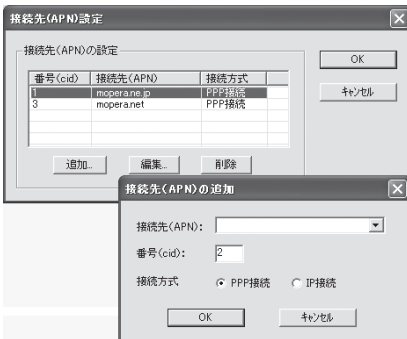 接続先(APN)設定
接続先(APN)の設定
OK
キャンセル
番号(cid) 接続先(APN) 接続方式
1 mopera.ne.jp PPP接続
3 mopera.net PPP接続
追加... 編集... 削除
接続先(APN)の追加
接続先(APN):
番号(cid): 2
接続方式 PPP接続 IP接続
OK キャンセル